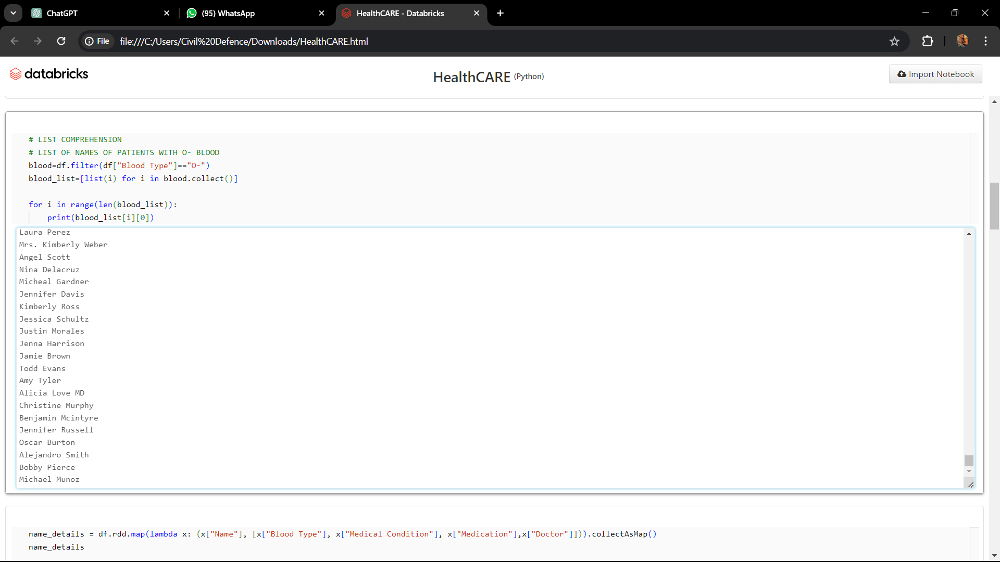 ChatGPT
(95) WhatsApp
HealthCARE - Databricks
File
file:///C:/Users/Civil%20Defence/Downloads/HealthCARE.html
databricks
HealthCARE (Python)
Import Notebook
# LIST COMPREHENSION
# LIST OF NAMES OF PATIENTS WITH O- BLOOD
blood=df.filter(df["Blood Type"]=="O-")
blood_list=[list(i) for i in blood.collect()]
for i in range(len(blood_list)):
print(blood_list[i][0])
Laura Perez
Mrs. Kimberly Weber
Angel Scott
Nina Delacruz
Micheal Gardner
Jennifer Davis
Kimberly Ross
Jessica Schultz
Justin Morales
Jenna Harrison
Jamie Brown
Todd Evans
Amy Tyler
Alicia Love MD
Christine Murphy
Benjamin Mcintyre
Jennifer Russell
Oscar Burton
Alejandro Smith
Bobby Pierce
Michael Munoz
name_details = df.rdd.map(lambda x: (x["Name"], [x["Blood Type"], x["Medical Condition"], x["Medication"],x["Doctor"]])).collectAsMap()
name_details